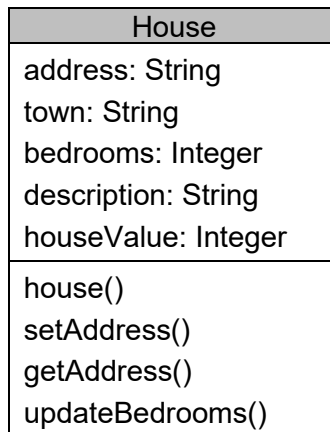 House
address: String
town: String
bedrooms: Integer
description: String
houseValue: Integer
house()
setAddress()
getAddress()
updateBedrooms()